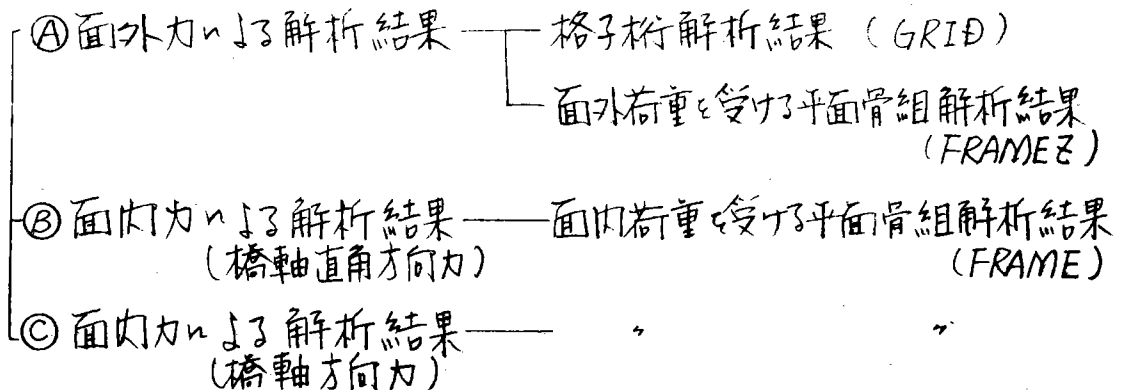 Ⓐ面外力による解析結果 格子桁解析結果 (GRID)
面外荷重を受ける平面骨組解析結果
(FRAMEZ)
Ⓑ面内力による解析結果 面内荷重を受ける平面骨組解析結果
(橋軸直角方向力) (FRAME)
Ⓒ面内力による解析結果 〃 〃
(橋軸方向力)